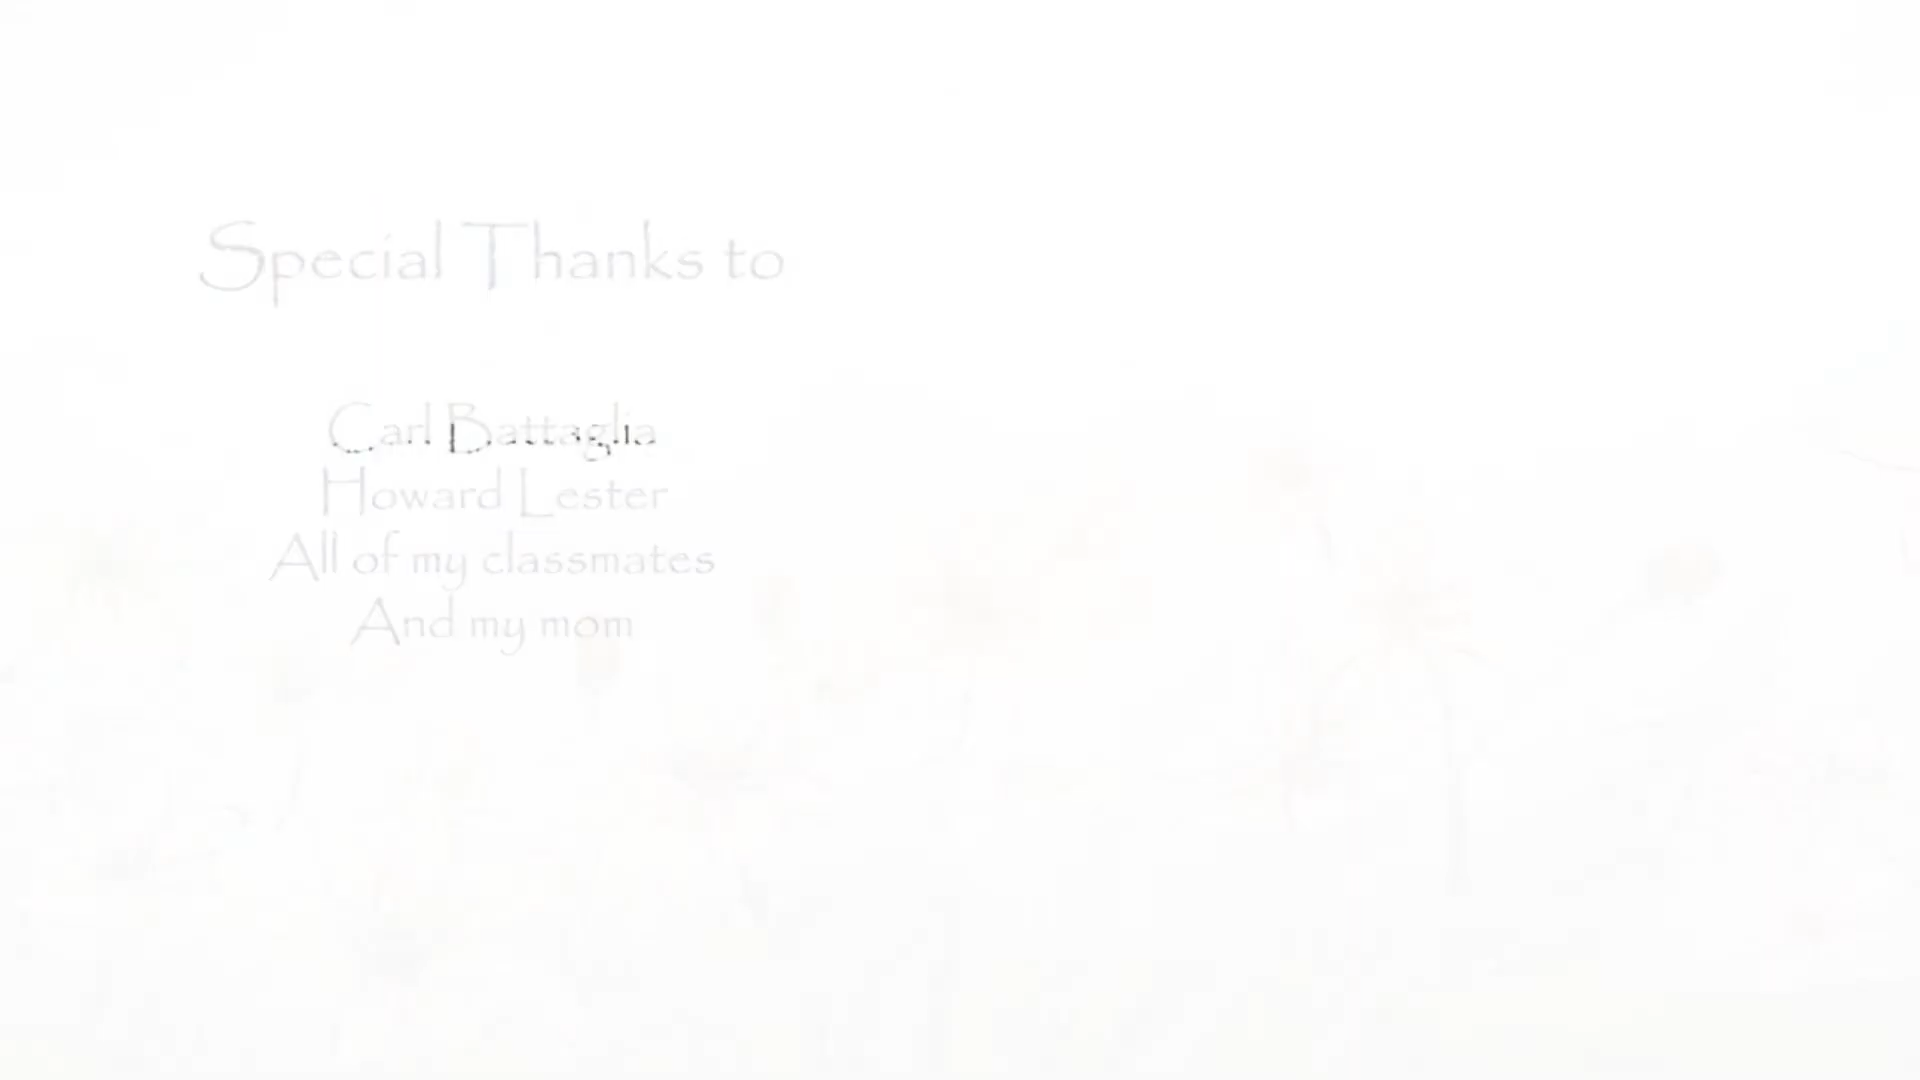 Special Thanks to
Carl Battaglia
Howard Lester
All of my classmates
And my mom